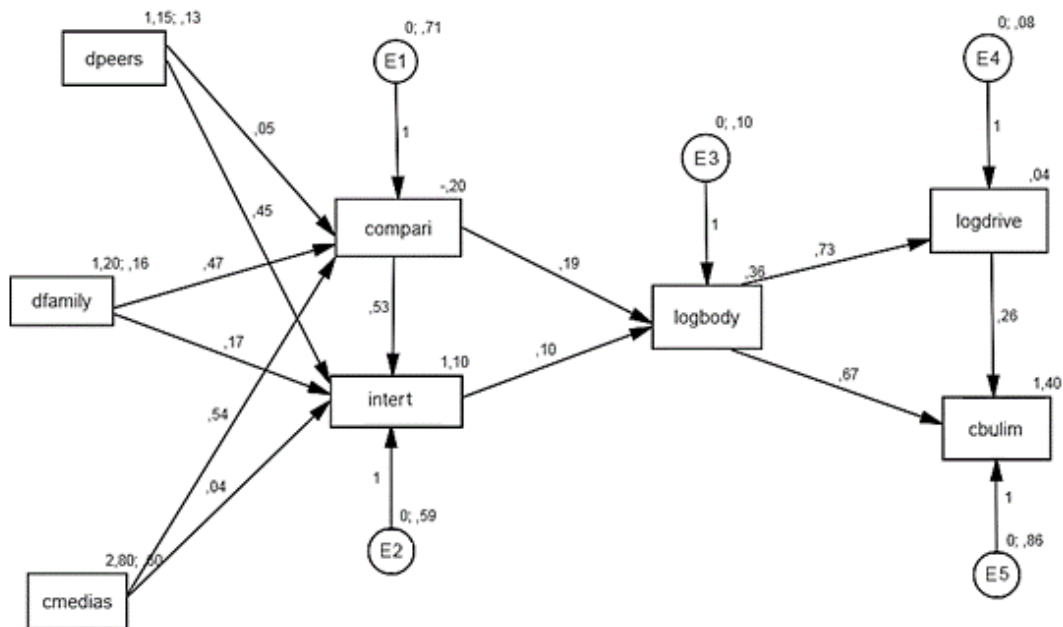 1,15; ,13
dpeers
0; ,71
E1
1
,05
,45
-,20
compari
1,20; ,16
dfamily
,47
,17
,53
,54
,04
1,10
intert
1
0; ,59
E2
2,80;
cmedias
,19
,10
0; ,10
E3
1
,36
logbody
,73
,67
0; ,08
E4
1
,04
logdrive
,26
1,40
cbulim
1
0; ,86
E5